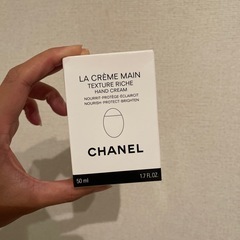 LA CRÈME MAIN
TEXTURE RICHE
HAND CREAM
NOURRIT-PROTÈGE-ÉCLAIRCIT
NOURISH-PROTECT-BRIGHTEN
CHANEL
50 ml 1.7 FL.OZ.